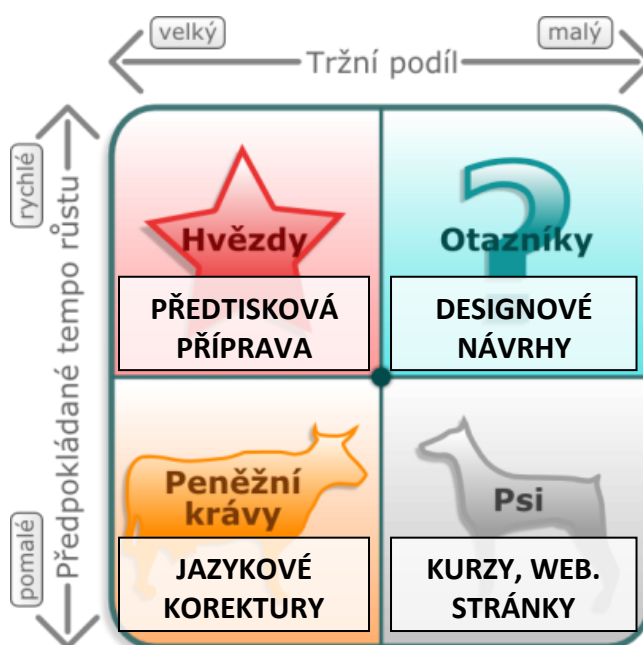 velký
malý
Tržní podíl
rychlé
Předpokládané tempo růstu
pomalé
Hvězdy
PŘEDTISKOVÁ
PŘÍPRAVA
Otazníky
DESIGNOVÉ
NÁVRHY
Peněžní
krávy
JAZYKOVÉ
KOREKTURY
Psi
KURZY, WEB.
STRÁNKY